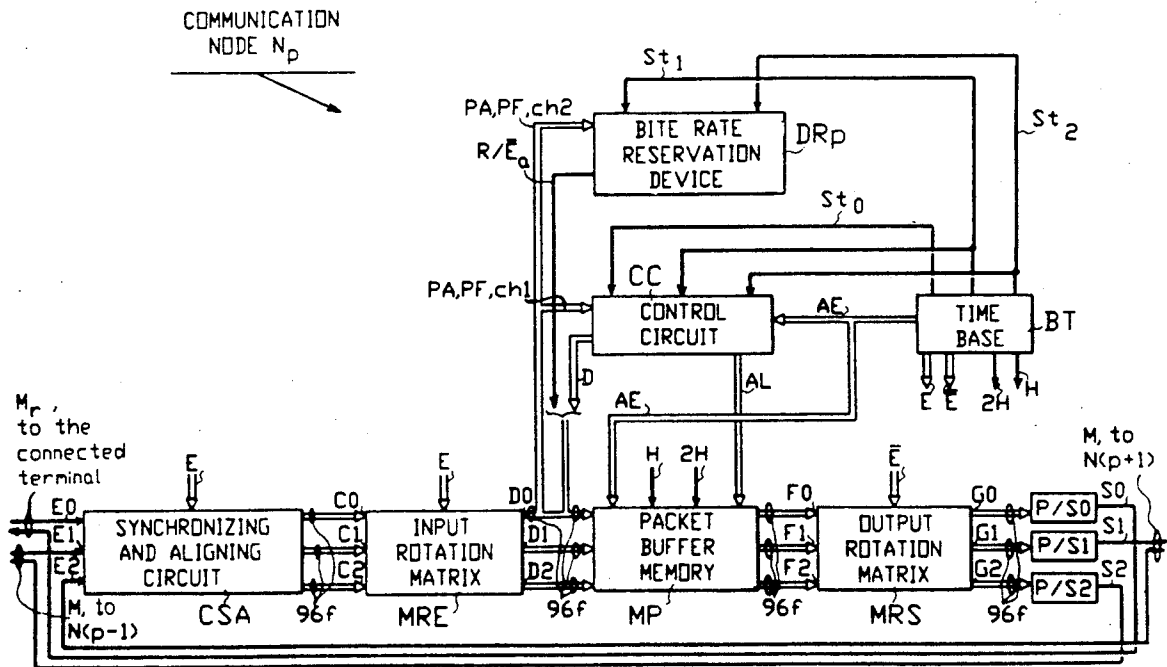 COMMUNICATION
NODE Np
St1
PA,PF,ch2
BITE RATE
RESERVATION
DEVICE
DRp
R/E̅a
St2
St0
PA,PF,ch1
CC
CONTROL
CIRCUIT
AE
TIME
BASE
BT
D
AL
E
E̅
2H
H
AE
Mr,
to the
connected
terminal
M, to
N(p+1)
E
E
H
2H
E̅
E0
E1
E2
SYNCHRONIZING
AND ALIGNING
CIRCUIT
C0
C1
C2
INPUT
ROTATION
MATRIX
D0
D1
D2
PACKET
BUFFER
MEMORY
F0
F1
F2
OUTPUT
ROTATION
MATRIX
G0
G1
G2
P/S0
P/S1
P/S2
S0
S1
S2
M, to
N(p-1)
CSA
96f
MRE
96f
MP
96f
MRS
96f